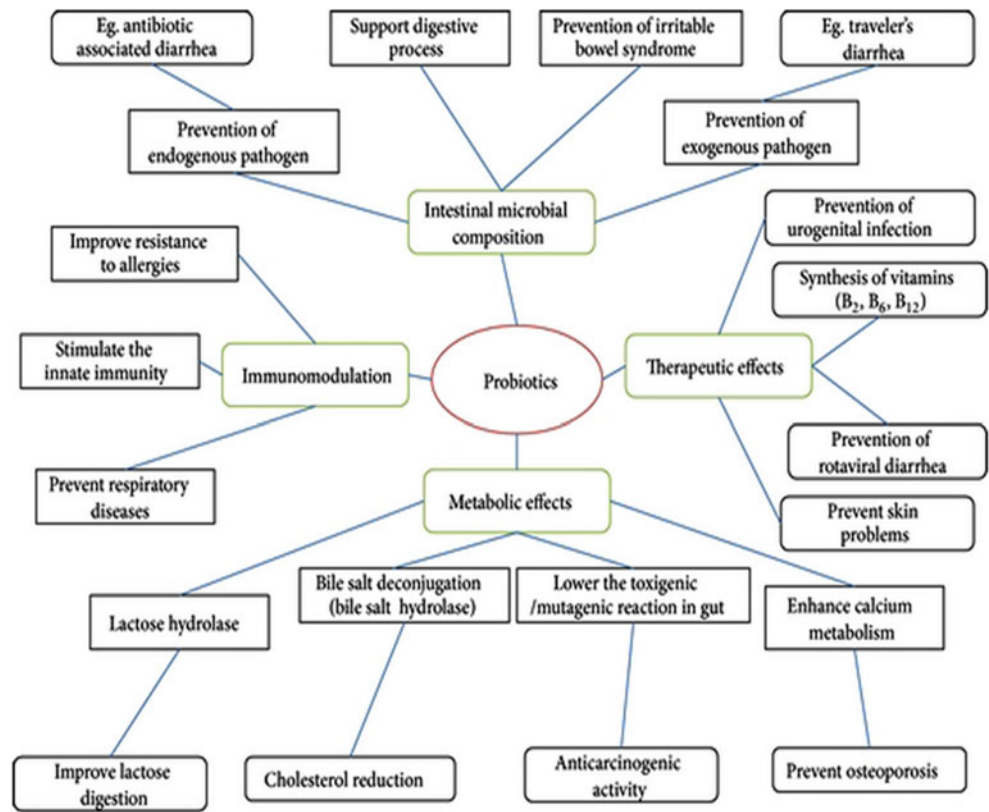 Eg. antibiotic
associated diarrhea
Support digestive
process
Prevention of irritable
bowel syndrome
Eg. traveler's
diarrhea
Prevention of
endogenous pathogen
Prevention of
exogenous pathogen
Intestinal microbial
composition
Prevention of
urogenital infection
Improve resistance
to allergies
Synthesis of vitamins
(B2, B6, B12)
Stimulate the
innate immunity
Immunomodulation
Probiotics
Therapeutic effects
Prevention of
rotaviral diarrhea
Prevent respiratory
diseases
Metabolic effects
Prevent skin
problems
Lactose hydrolase
Bile salt deconjugation
(bile salt hydrolase)
Lower the toxigenic
/mutagenic reaction in gut
Enhance calcium
metabolism
Improve lactose
digestion
Cholesterol reduction
Anticarcinogenic
activity
Prevent osteoporosis